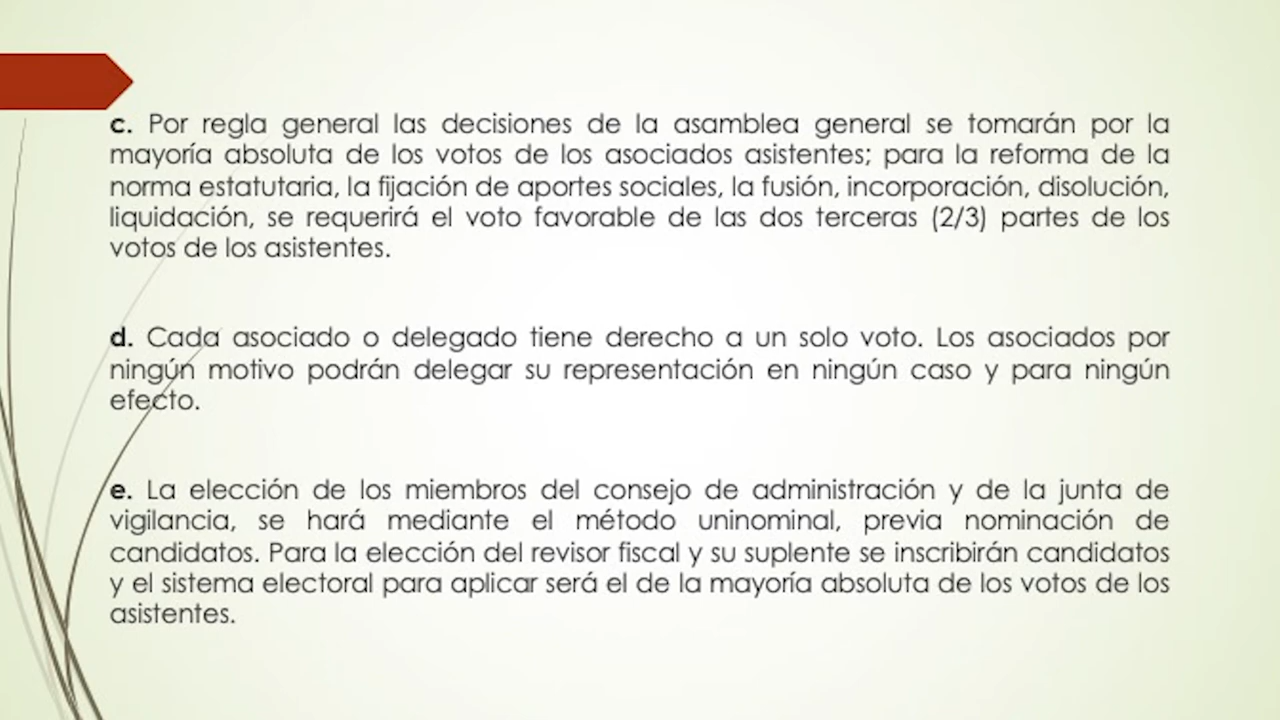 c. Por regla general las decisiones de la asamblea general se tomarán por la
mayoría absoluta de los votos de los asociados asistentes; para la reforma de la
norma estatutaria, la fijación de aportes sociales, la fusión, incorporación, disolución,
liquidación, se requerirá el voto favorable de las dos terceras (2/3) partes de los
votos de los asistentes.
d. Cada asociado o delegado tiene derecho a un solo voto. Los asociados por
ningún motivo podrán delegar su representación en ningún caso y para ningún
efecto.
e. La elección de los miembros del consejo de administración y de la junta de
vigilancia, se hará mediante el método uninominal, previa nominación de
candidatos. Para la elección del revisor fiscal y su suplente se inscribirán candidatos
y el sistema electoral para aplicar será el de la mayoría absoluta de los votos de los
asistentes.